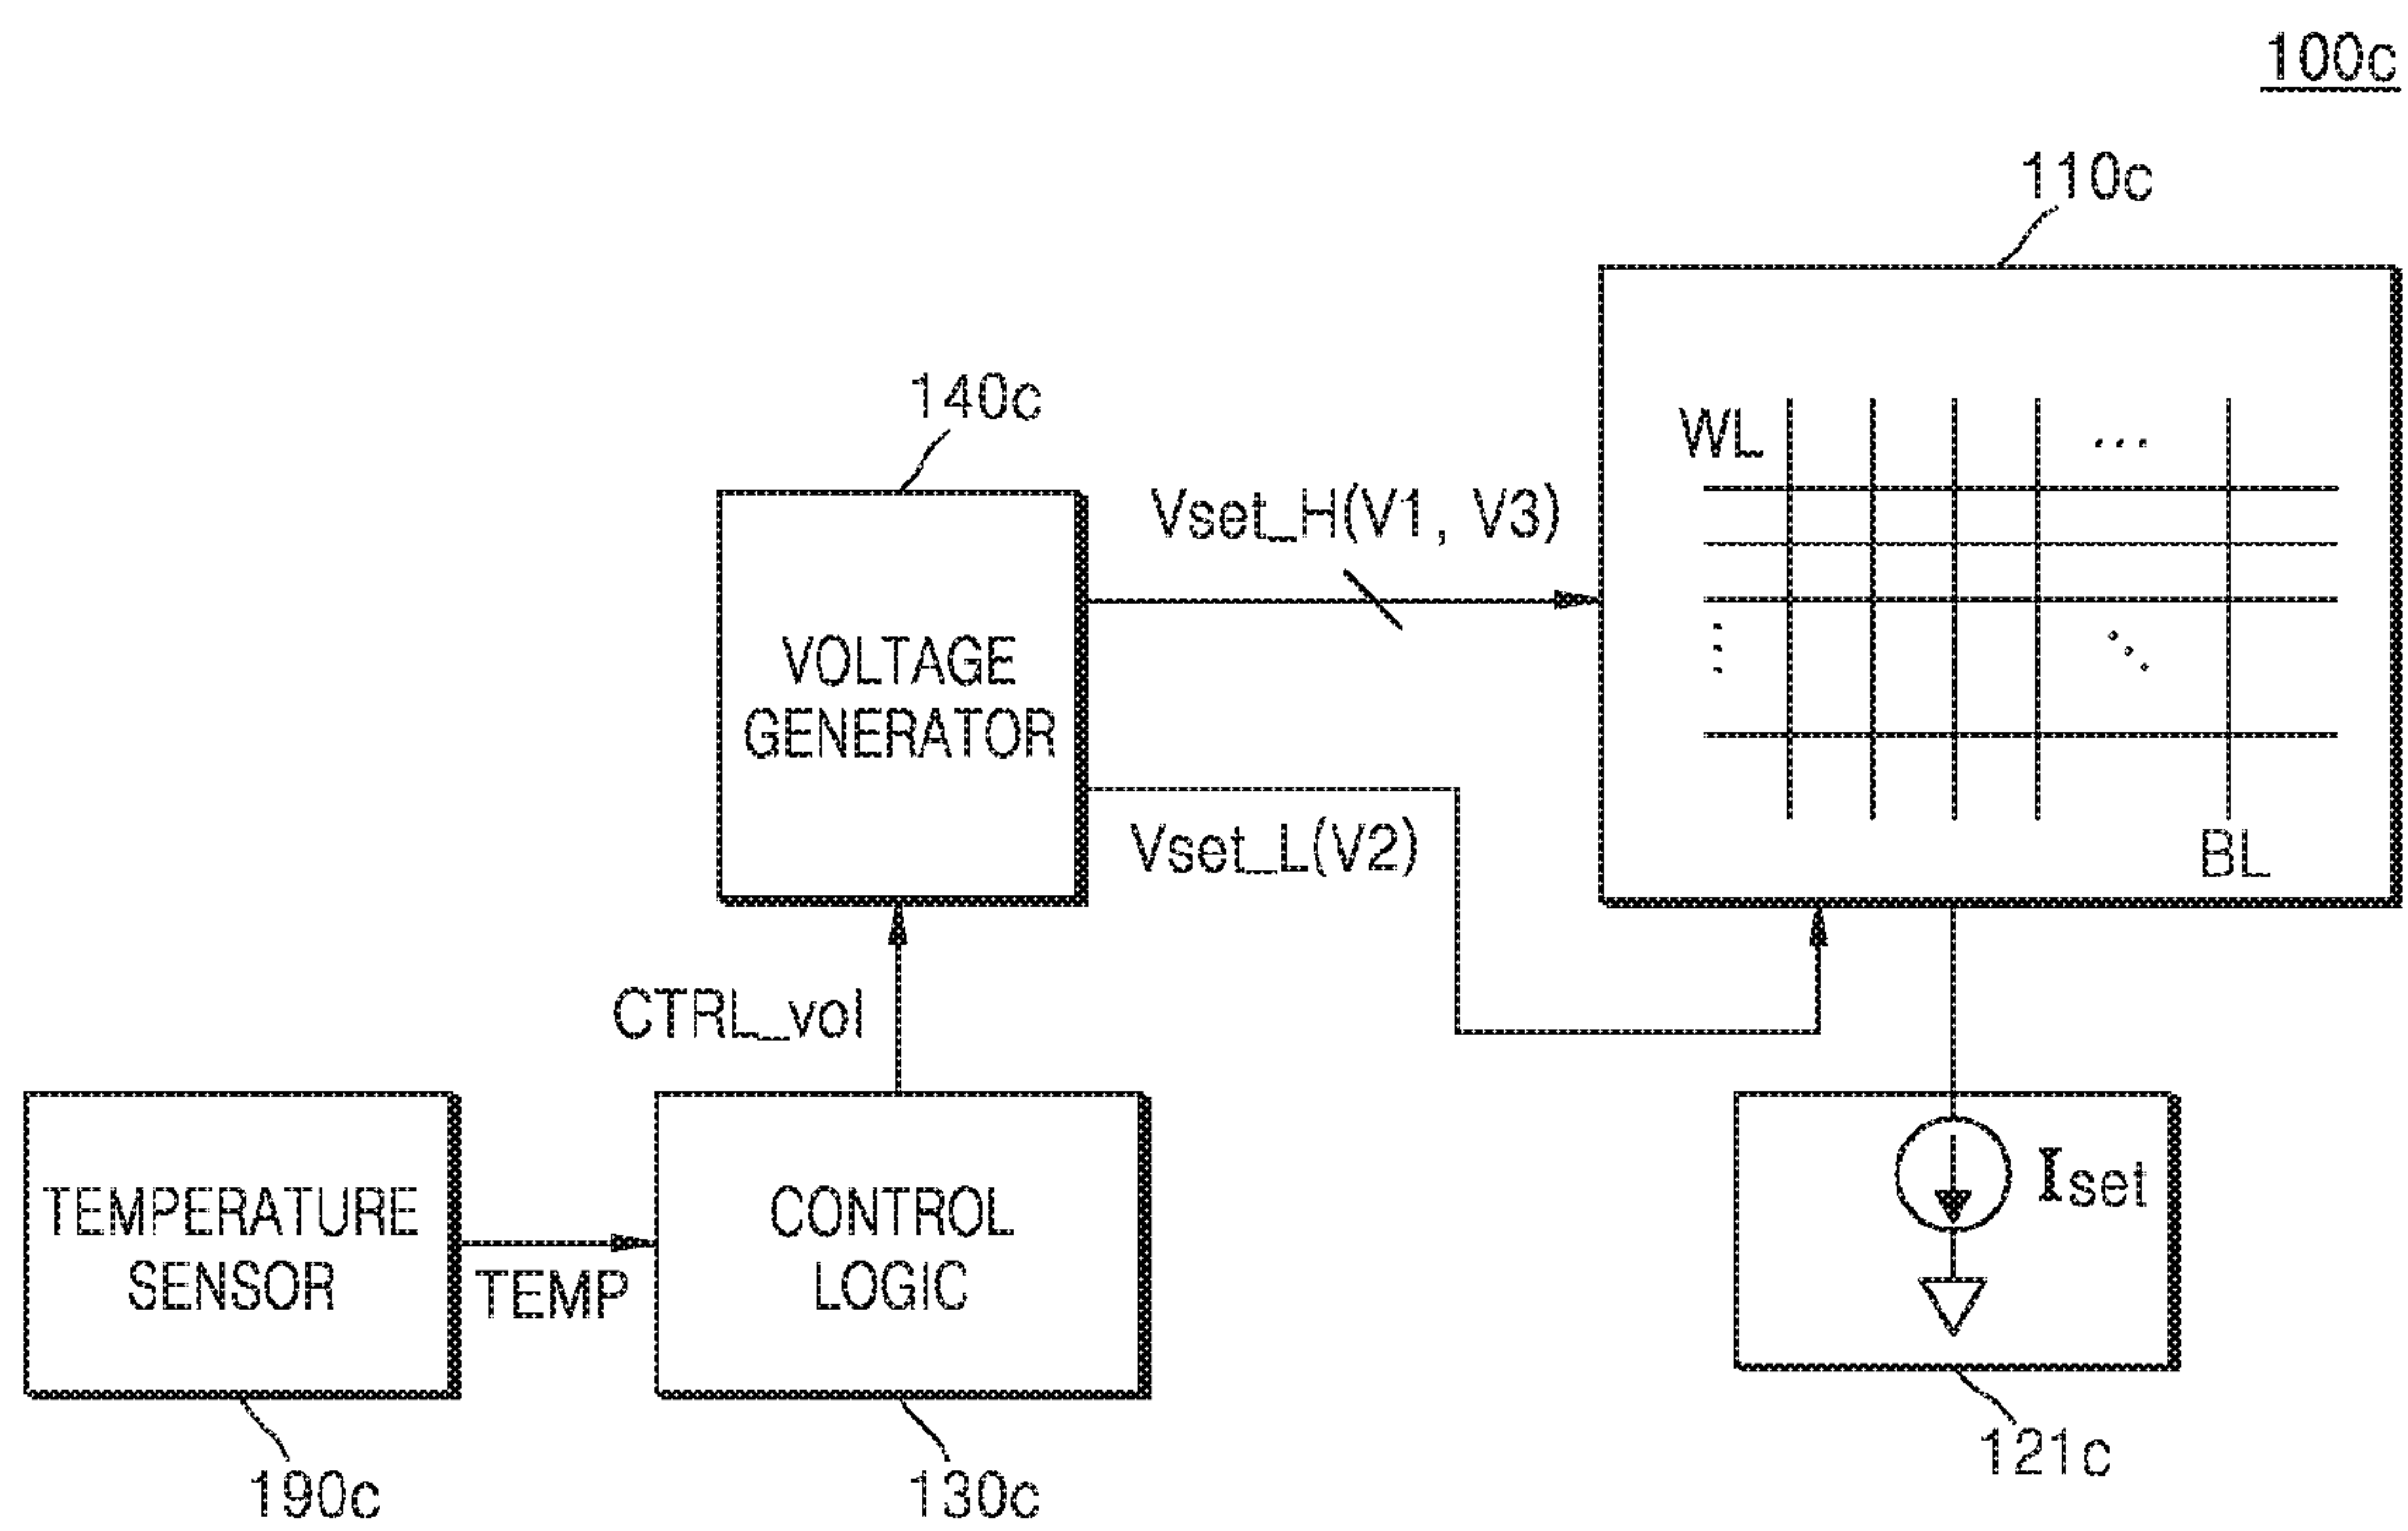 100c
110c
140c
WL
...
Vset_H(V1, V3)
VOLTAGE
GENERATOR
Vset_L(V2)
BL
CTRL_vol
TEMPERATURE
SENSOR
TEMP
CONTROL
LOGIC
Iset
190c
130c
121c